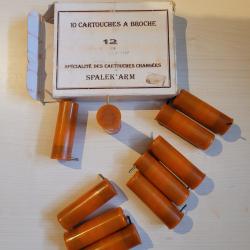 10 CARTOUCHES A BROCHE
12
SPÉCIALITÉ DES CARTOUCHES CHARGÉES
SPALEK'ARM